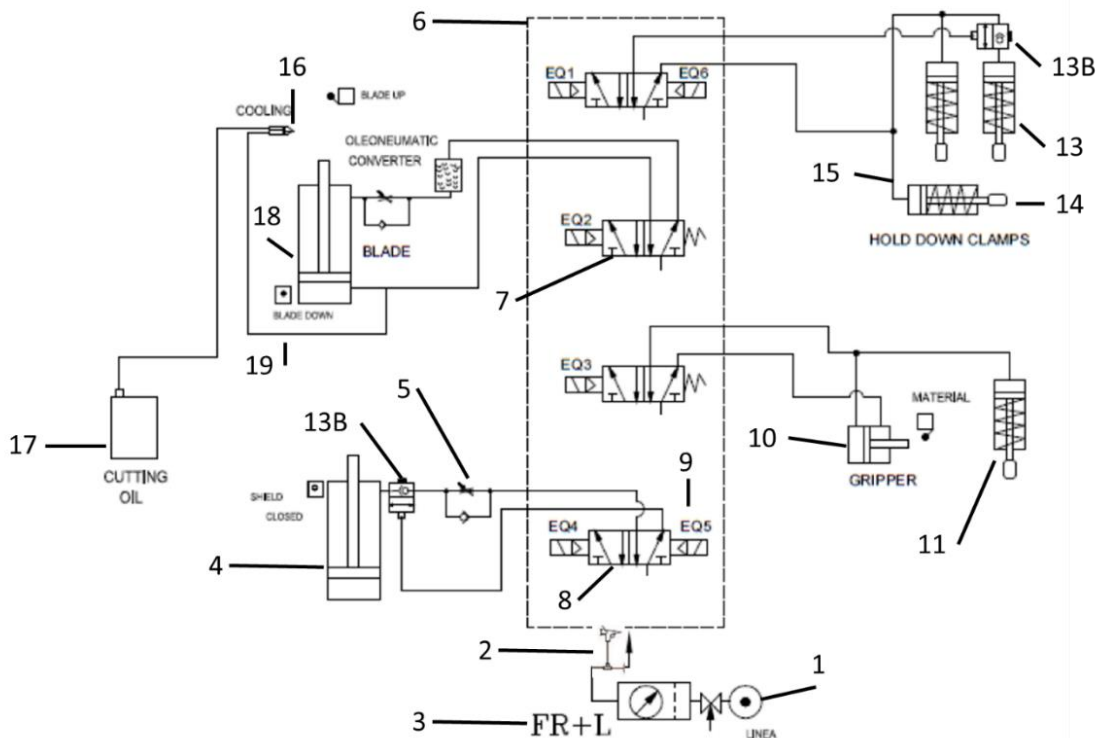 6
16
BLADE UP
EQ1
EQ6
13B
COOLING
OLEONEUMATIC
CONVERTER
13
15
14
18
EQ2
BLADE
HOLD DOWN CLAMPS
7
BLADE DOWN
19
EQ3
5
MATERIAL
13B
10
17
9
GRIPPER
CUTTING
OIL
SHIELD
CLOSED
EQ4
EQ5
11
4
8
2
1
3
FR+L
LINEA